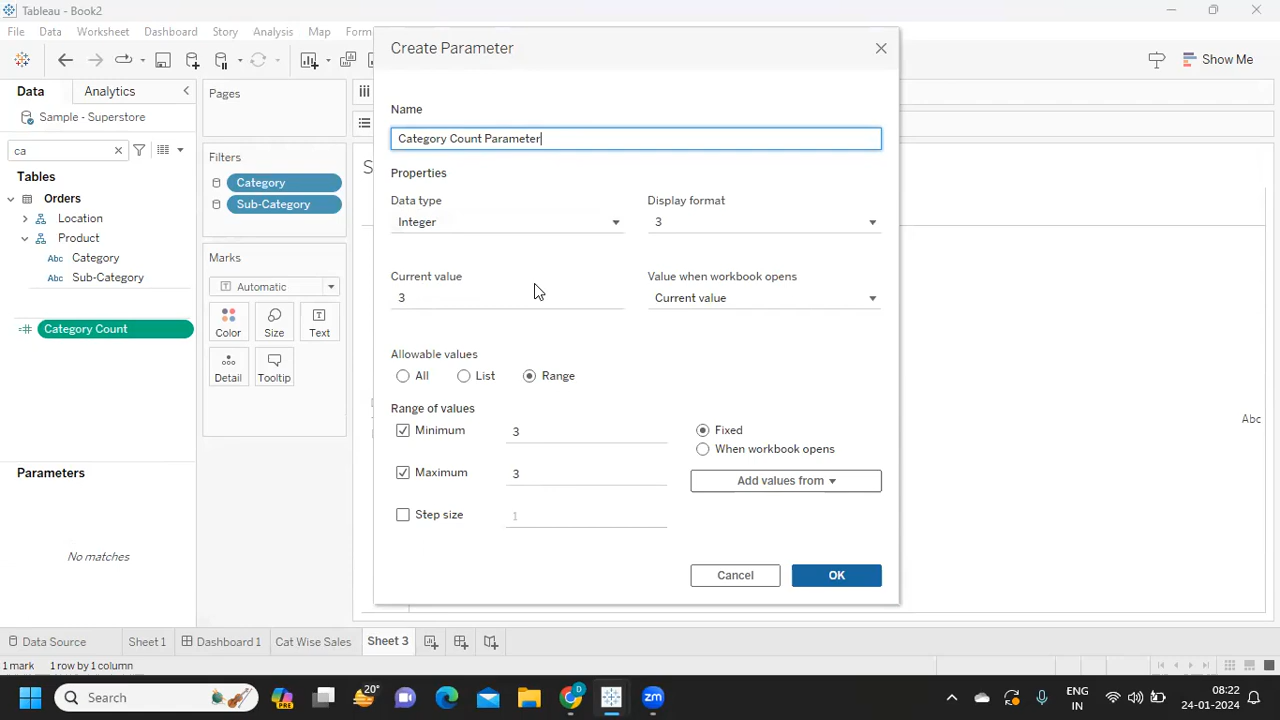 Tableau - Book2
File Data Worksheet Dashboard Story Analysis Map Form
Show Me
Data Analytics
Sample - Superstore
ca
Tables
Orders
Location
Product
Abc Category
Abc Sub-Category
Category Count
Parameters
No matches
Pages
Filters
Category
Sub-Category
Marks
Automatic
Color Size Text
Detail Tooltip
S
Abc
Create Parameter
Name
Category Count Parameter
Properties
Data type Display format
Integer 3
Current value Value when workbook opens
3 Current value
Allowable values
All List Range
Range of values
Minimum 3 Fixed
When workbook opens
Maximum 3 Add values from
Step size 1
Cancel OK
Data Source Sheet 1 Dashboard 1 Cat Wise Sales Sheet 3
1 mark 1 row by 1 column
Search
PRE
20°
D
zm
ENG
IN
08:22
24-01-2024